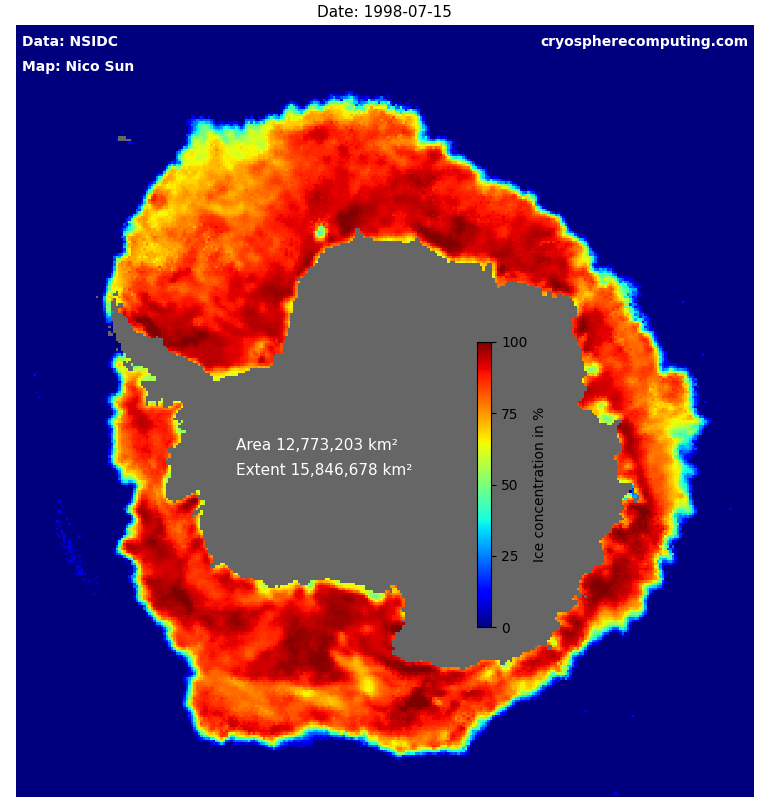 Date: 1998-07-15
Data: NSIDC
cryospherecomputing.com
Map: Nico Sun
100
75
50
25
0
Ice concentration in %
Area 12,773,203 km²
Extent 15,846,678 km²